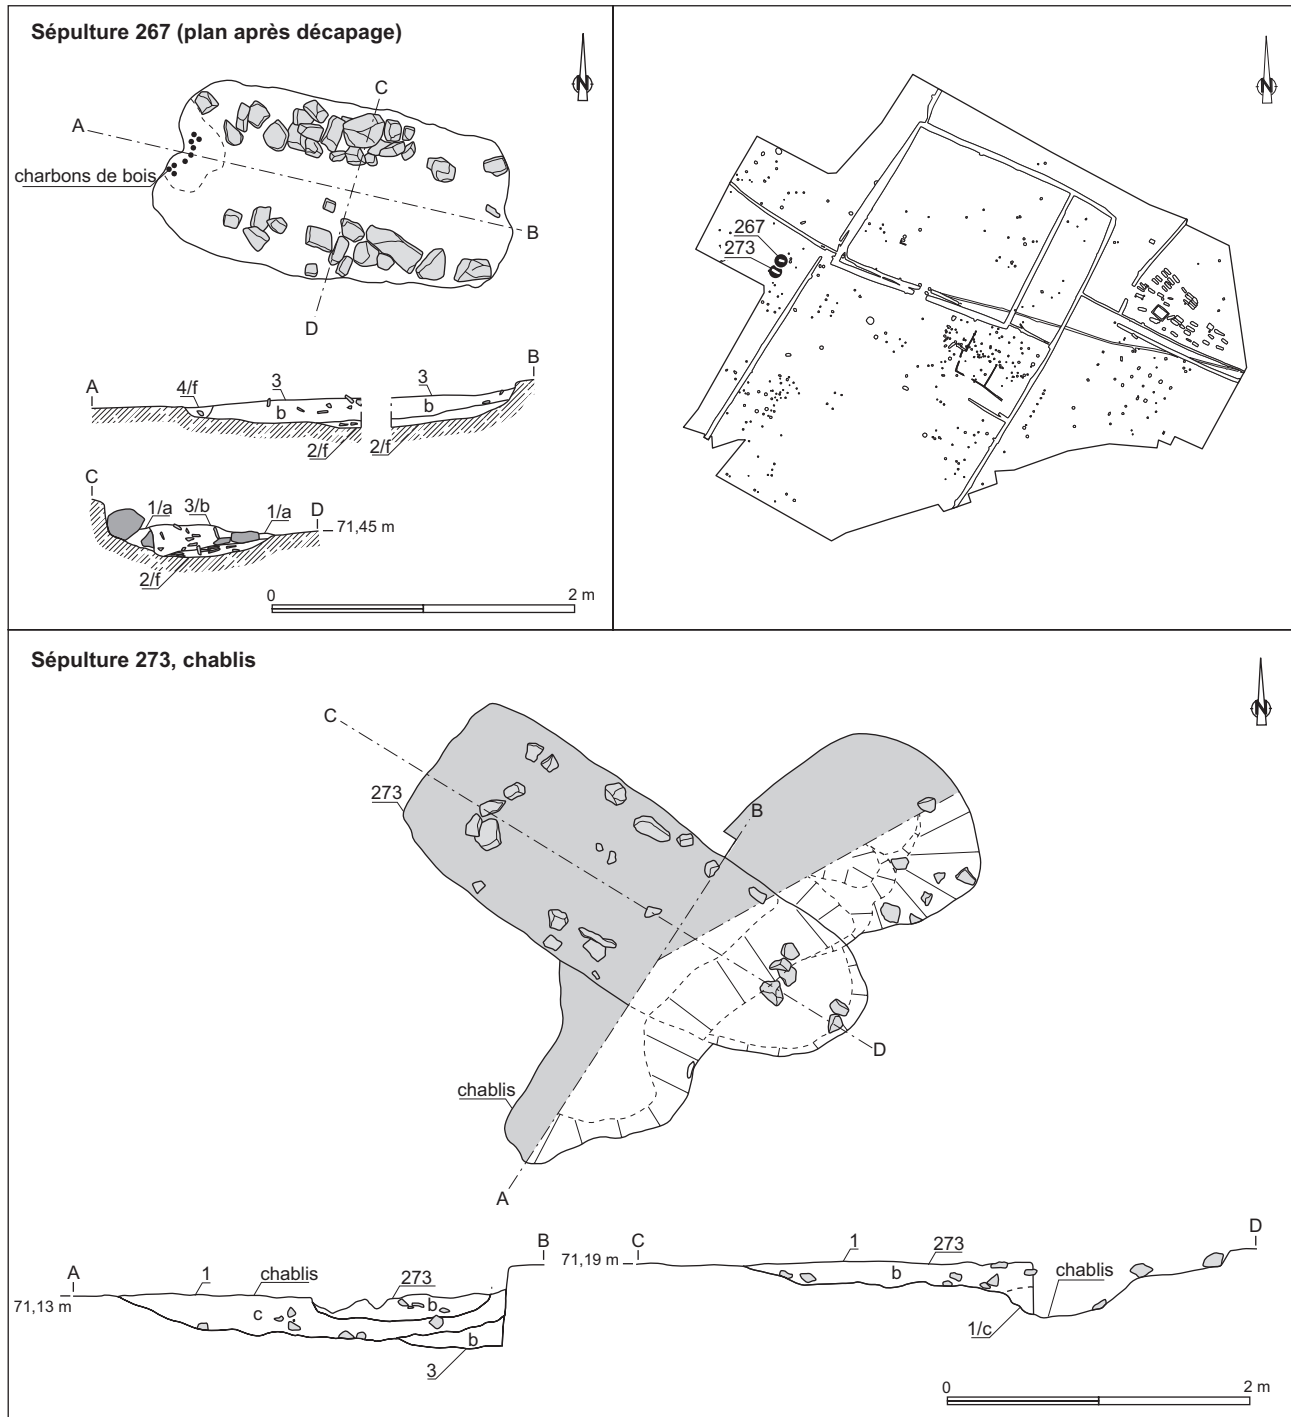 Sépulture 267 (plan après décapage)
N
C
A
charbons de bois
B
D
A
4/f
3
3
B
b
b
2/f
2/f
C
1/a
3/b
1/a
D
71,45 m
2/f
0
2 m
N
267
273
Sépulture 273, chablis
N
C
273
B
D
chablis
A
A
1
chablis
273
B
71,13 m
c
b
b
3
C
71,19 m
1
273
D
b
chablis
1/c
0
2 m